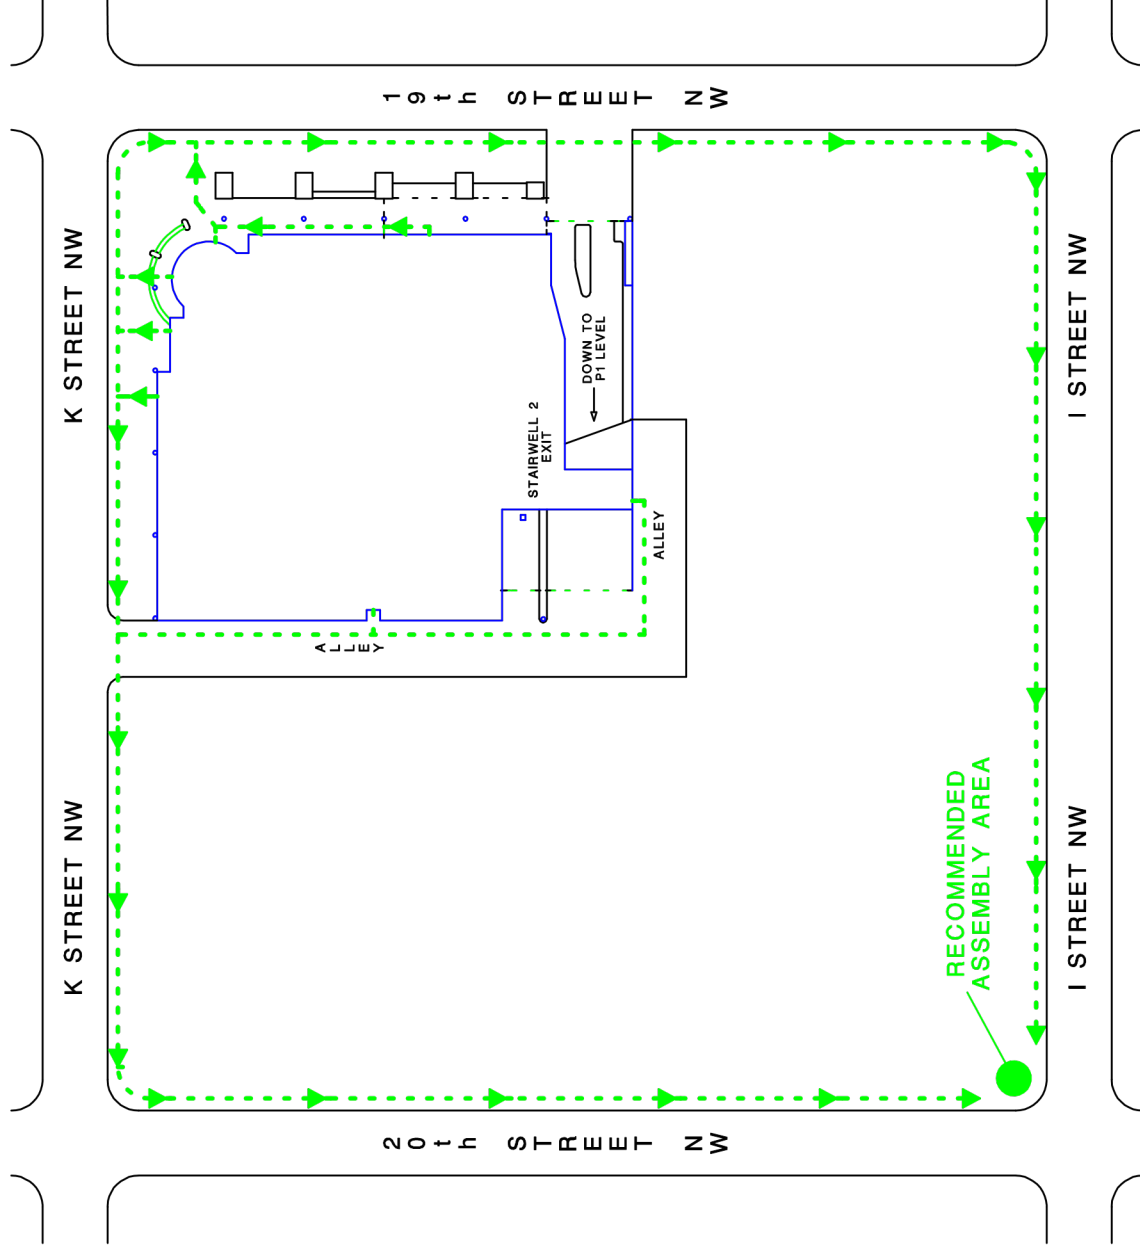 19th STREET NW
K STREET NW
I STREET NW
DOWN TO
P1 LEVEL
STAIRWELL 2
EXIT
ALLEY
ALLEY
K STREET NW
RECOMMENDED
ASSEMBLY AREA
I STREET NW
20th STREET NW